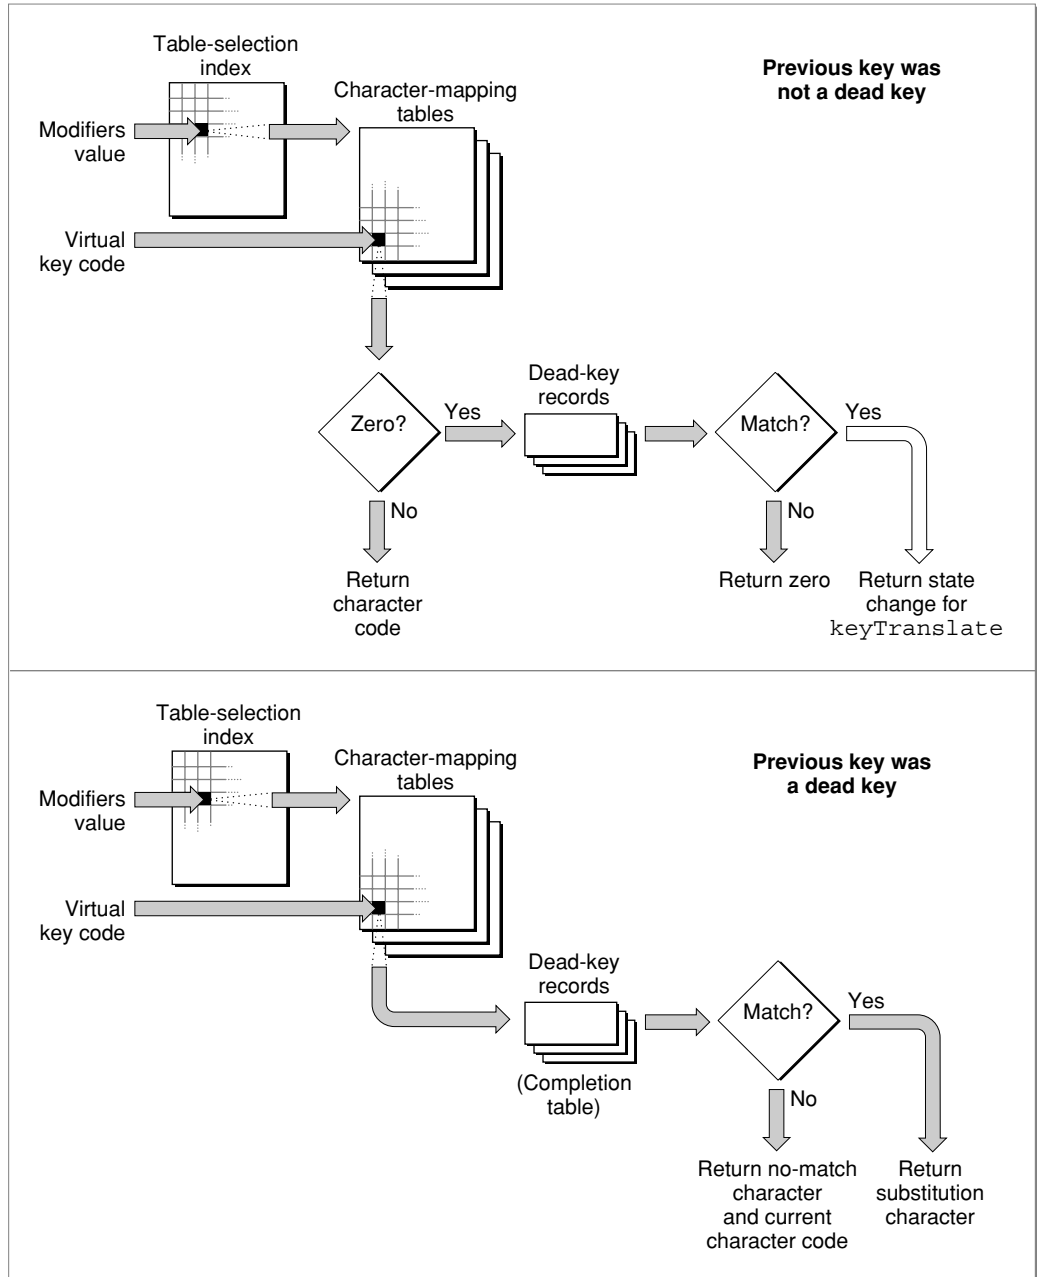 Table-selection
index
Character-mapping
tables
Previous key was
not a dead key
Modifiers
value
Virtual
key code
Dead-key
records
Zero?
Yes
Match?
Yes
No
No
Return
character
code
Return zero
Return state
change for
keyTranslate
Table-selection
index
Character-mapping
tables
Previous key was
a dead key
Modifiers
value
Virtual
key code
Dead-key
records
Match?
Yes
(Completion
table)
No
Return no-match
character
and current
character code
Return
substitution
character